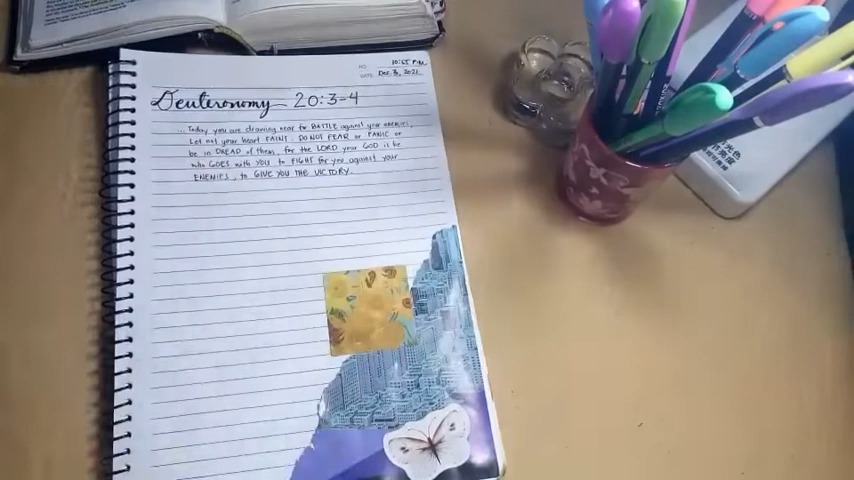 NO. 10:55 PM
DATE Dec. 3, 2021
Deuteronomy 20:3-4
... Today you are drawing near for BATTLE against your enemies,
Let not your heart FAINT. DO NOT FEAR or PANIC or
be in DREAD of them, for the LORD your GOD is he
who GOES with YOU to FIGHT for you against your
ENEMIES, to GIVE YOU THE VICTORY.